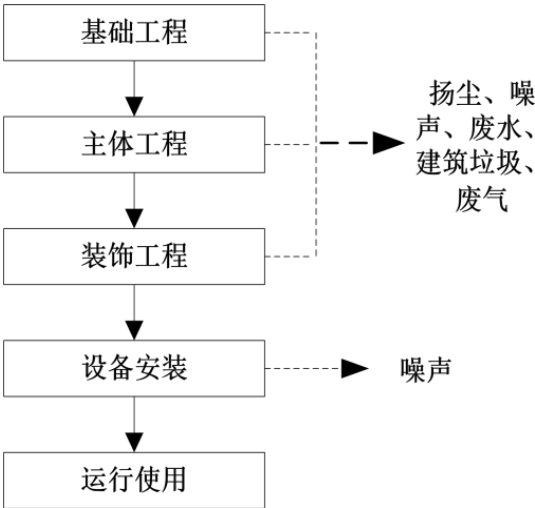 基础工程
扬尘、噪
声、废水、
建筑垃圾、
废气
主体工程
装饰工程
设备安装
噪声
运行使用